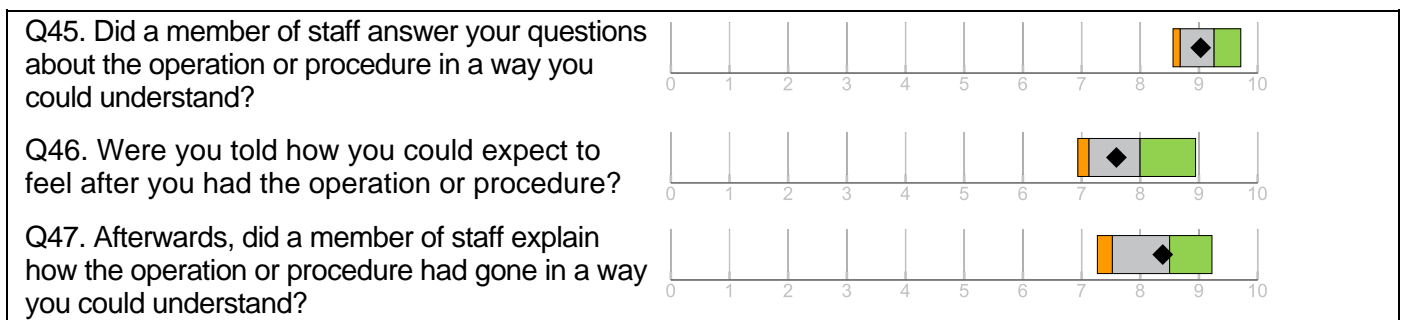 Q45. Did a member of staff answer your questions
about the operation or procedure in a way you
could understand?
0 1 2 3 4 5 6 7 8 9 10
Q46. Were you told how you could expect to
feel after you had the operation or procedure?
0 1 2 3 4 5 6 7 8 9 10
Q47. Afterwards, did a member of staff explain
how the operation or procedure had gone in a way
you could understand?
0 1 2 3 4 5 6 7 8 9 10